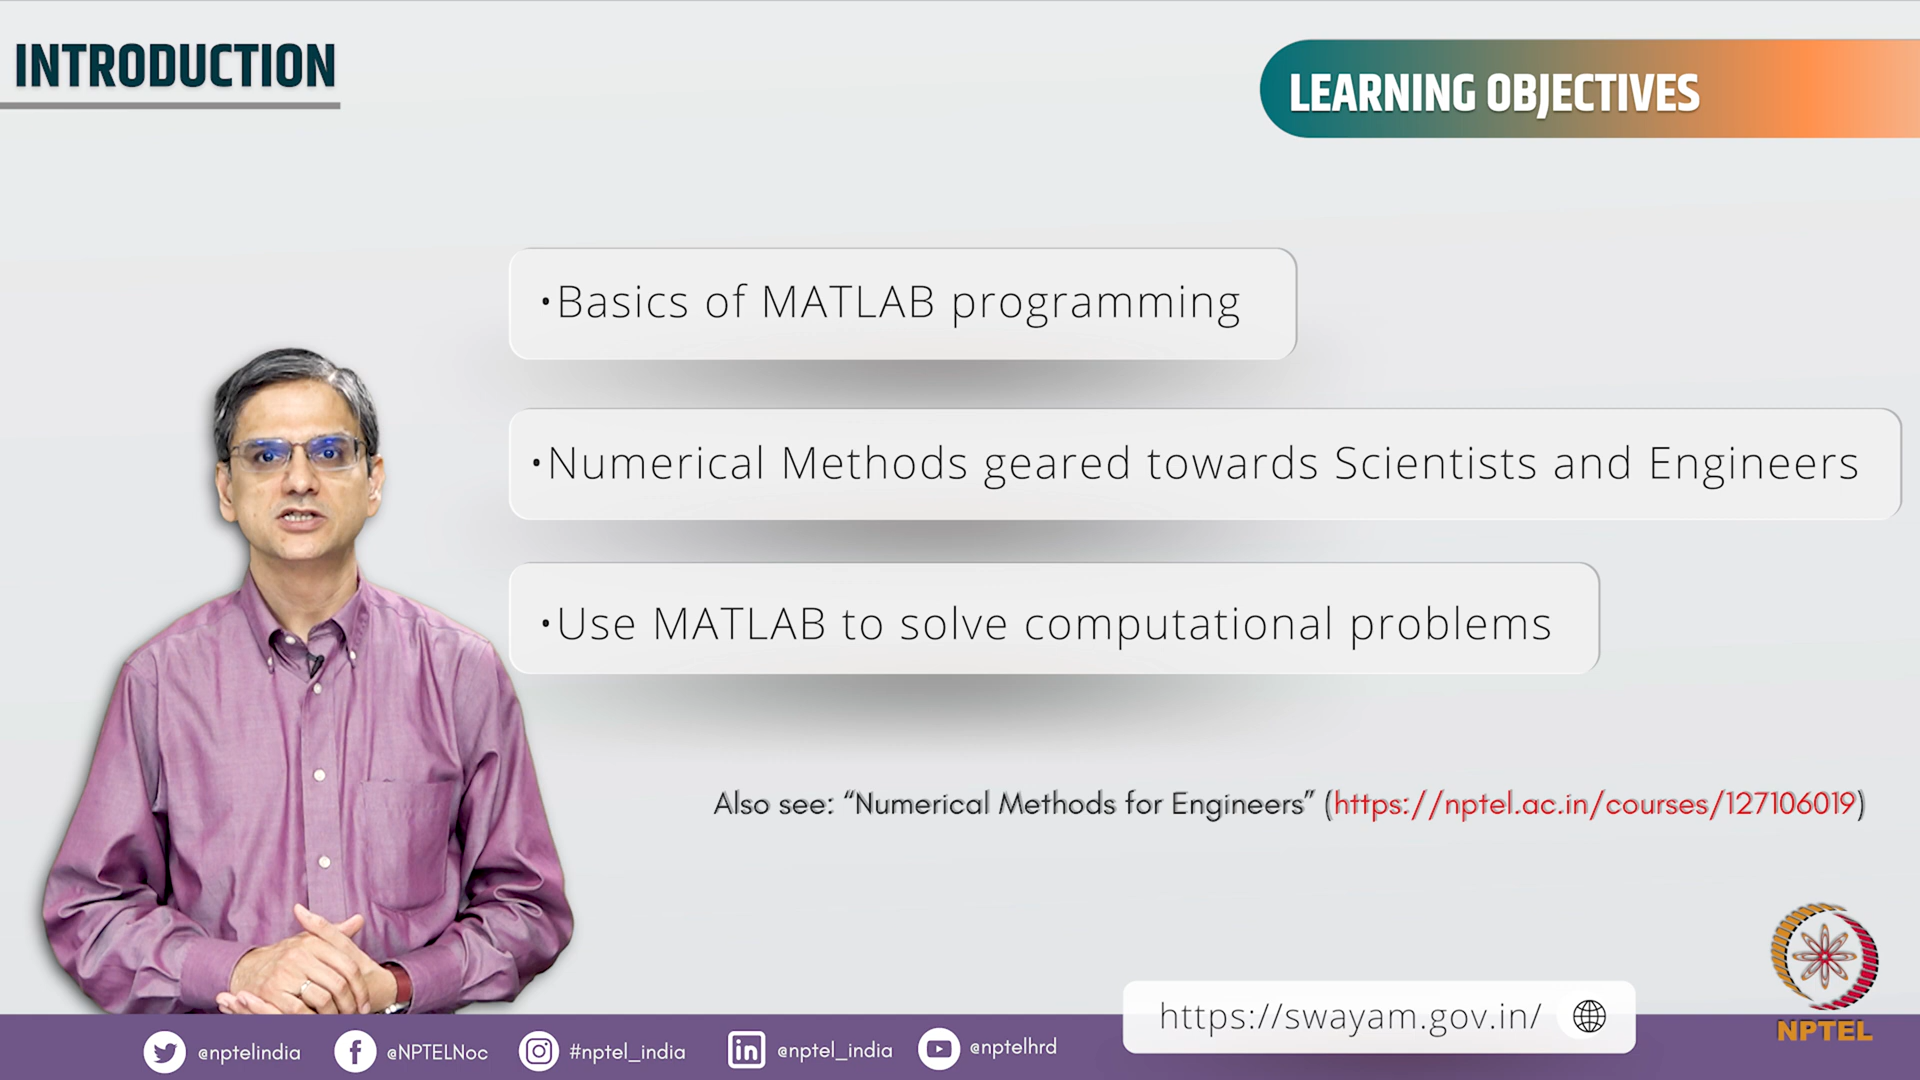 INTRODUCTION
LEARNING OBJECTIVES
•Basics of MATLAB programming
•Numerical Methods geared towards Scientists and Engineers
•Use MATLAB to solve computational problems
Also see: “Numerical Methods for Engineers” (https://nptel.ac.in/courses/127106019)
https://swayam.gov.in/
NPTEL
@nptelindia
@NPTELNoc
#nptel_india
in @nptel_india
@nptelhrd